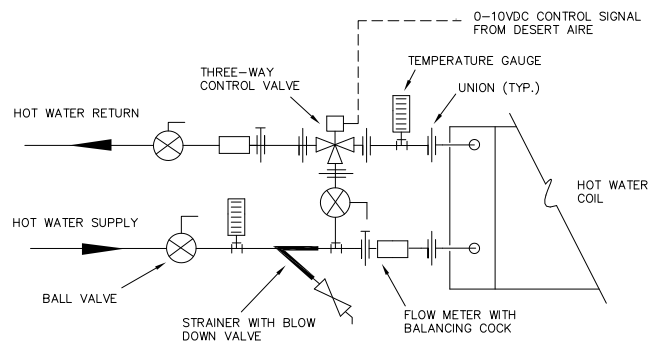 0-10VDC CONTROL SIGNAL
FROM DESERT AIRE
TEMPERATURE GAUGE
THREE-WAY
CONTROL VALVE
UNION (TYP.)
HOT WATER RETURN
HOT WATER
COIL
HOT WATER SUPPLY
BALL VALVE
STRAINER WITH BLOW
DOWN VALVE
FLOW METER WITH
BALANCING COCK